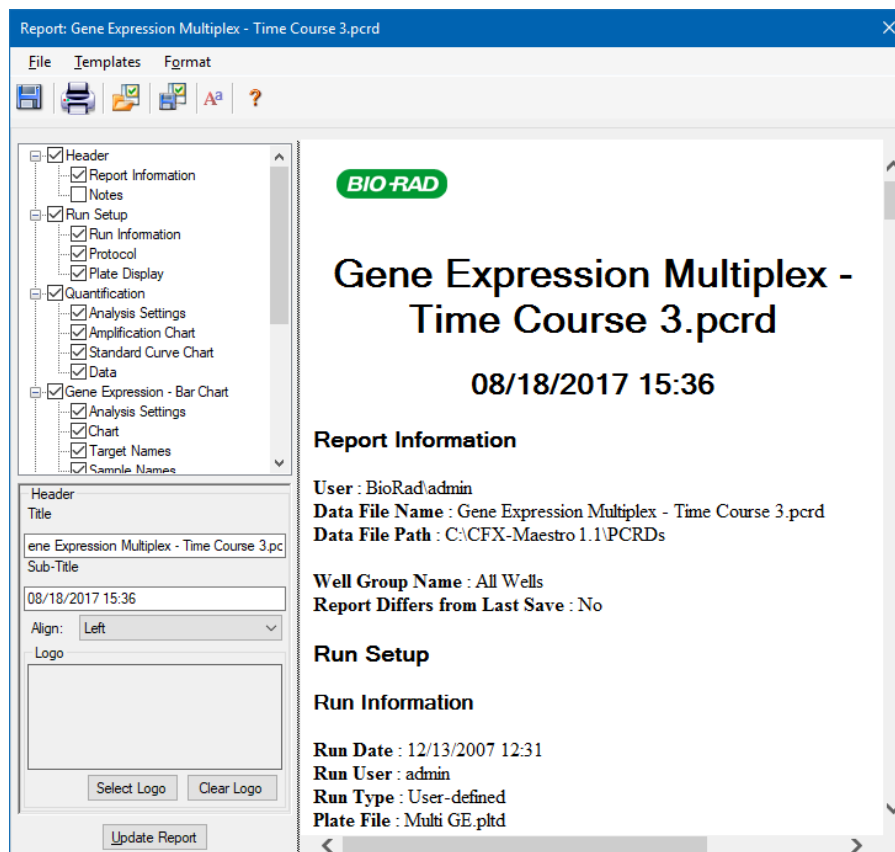 Report: Gene Expression Multiplex - Time Course 3.pcrd
File Templates Format
Aa ?
Header
Report Information
Notes
Run Setup
Run Information
Protocol
Plate Display
Quantification
Analysis Settings
Amplification Chart
Standard Curve Chart
Data
Gene Expression - Bar Chart
Analysis Settings
Chart
Target Names
Sample Names
Header
Title
ene Expression Multiplex - Time Course 3.pc
Sub-Title
08/18/2017 15:36
Align: Left
Logo
Select Logo Clear Logo
Update Report
BIO-RAD
Gene Expression Multiplex -
Time Course 3.pcrd
08/18/2017 15:36
Report Information
User : BioRad\admin
Data File Name : Gene Expression Multiplex - Time Course 3.pcrd
Data File Path : C:\CFX-Maestro 1.1\PCRDs
Well Group Name : All Wells
Report Differs from Last Save : No
Run Setup
Run Information
Run Date : 12/13/2007 12:31
Run User : admin
Run Type : User-defined
Plate File : Multi GE.pltd